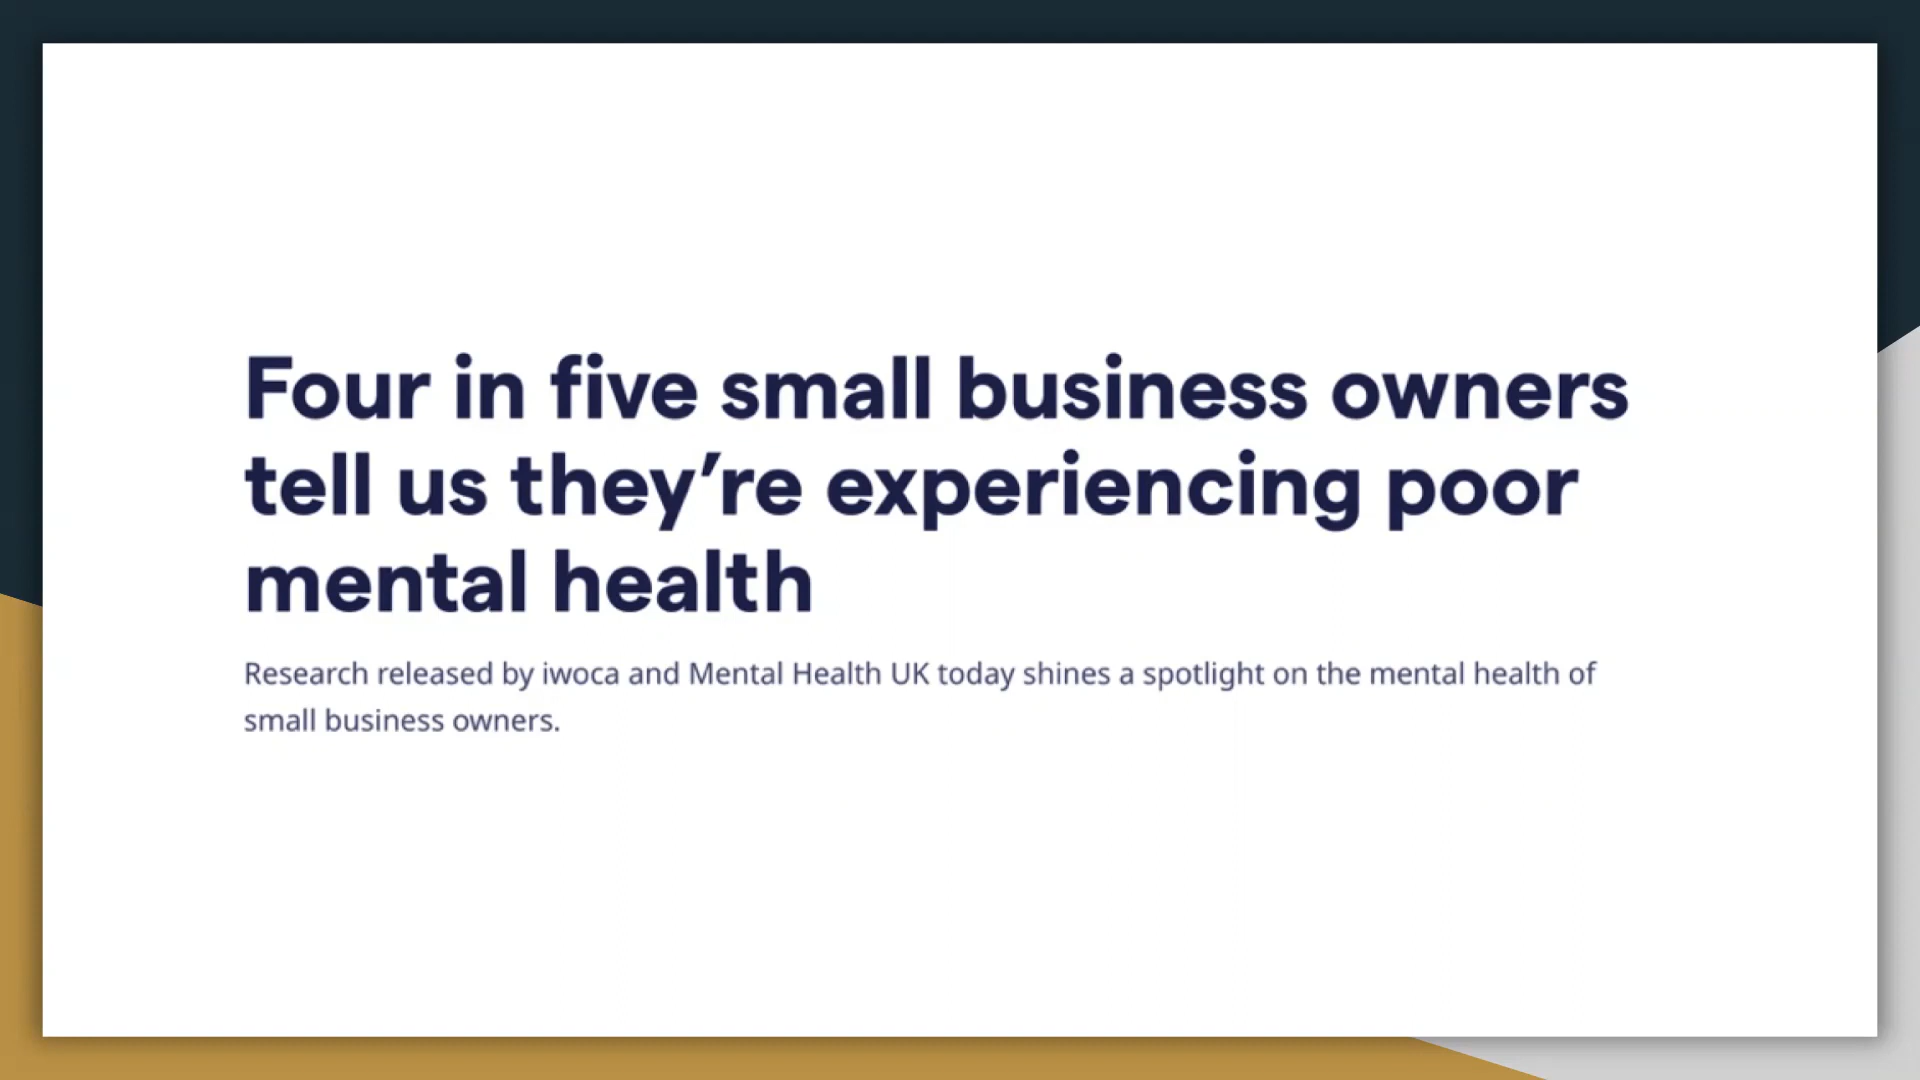 Four in five small business owners
tell us they’re experiencing poor
mental health
Research released by iwoca and Mental Health UK today shines a spotlight on the mental health of
small business owners.